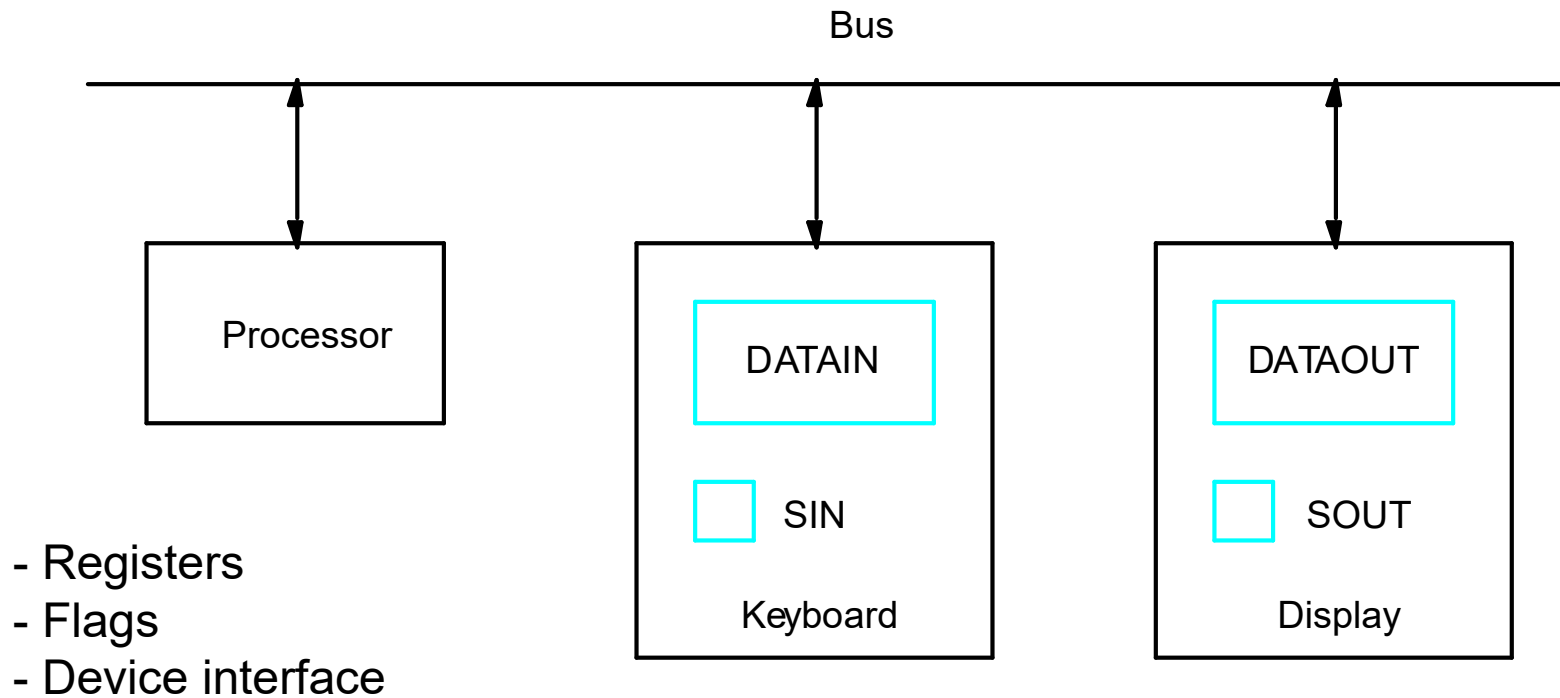 Bus
Processor
DATAIN
DATAOUT
SIN
SOUT
Keyboard
Display
- Registers
- Flags
- Device interface